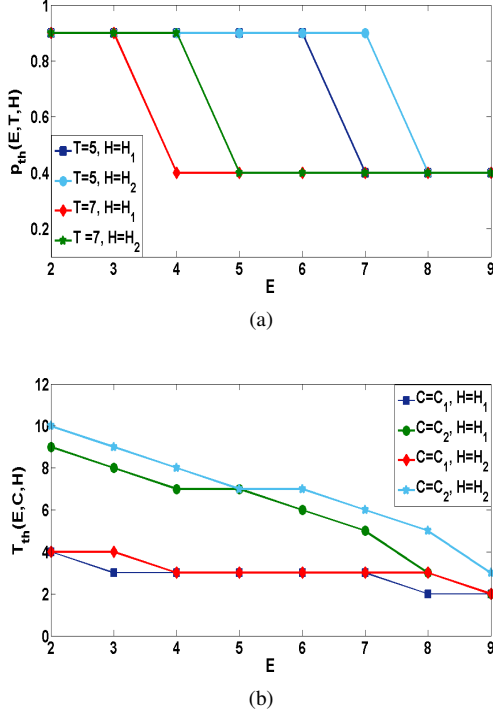 0.8
0.6
0.4
0.2
p_th(E,T,H)
T=5, H=H_1
T=5, H=H_2
T=7, H=H_1
T =7, H=H_2
2 3 4 5 6 7 8 9
E
(a)
12
10
8
6
4
2
0
T_th(E,C,H)
C=C_1, H=H_1
C=C_2, H=H_1
C=C_1, H=H_2
C=C_2, H=H_2
2 3 4 5 6 7 8 9
E
(b)